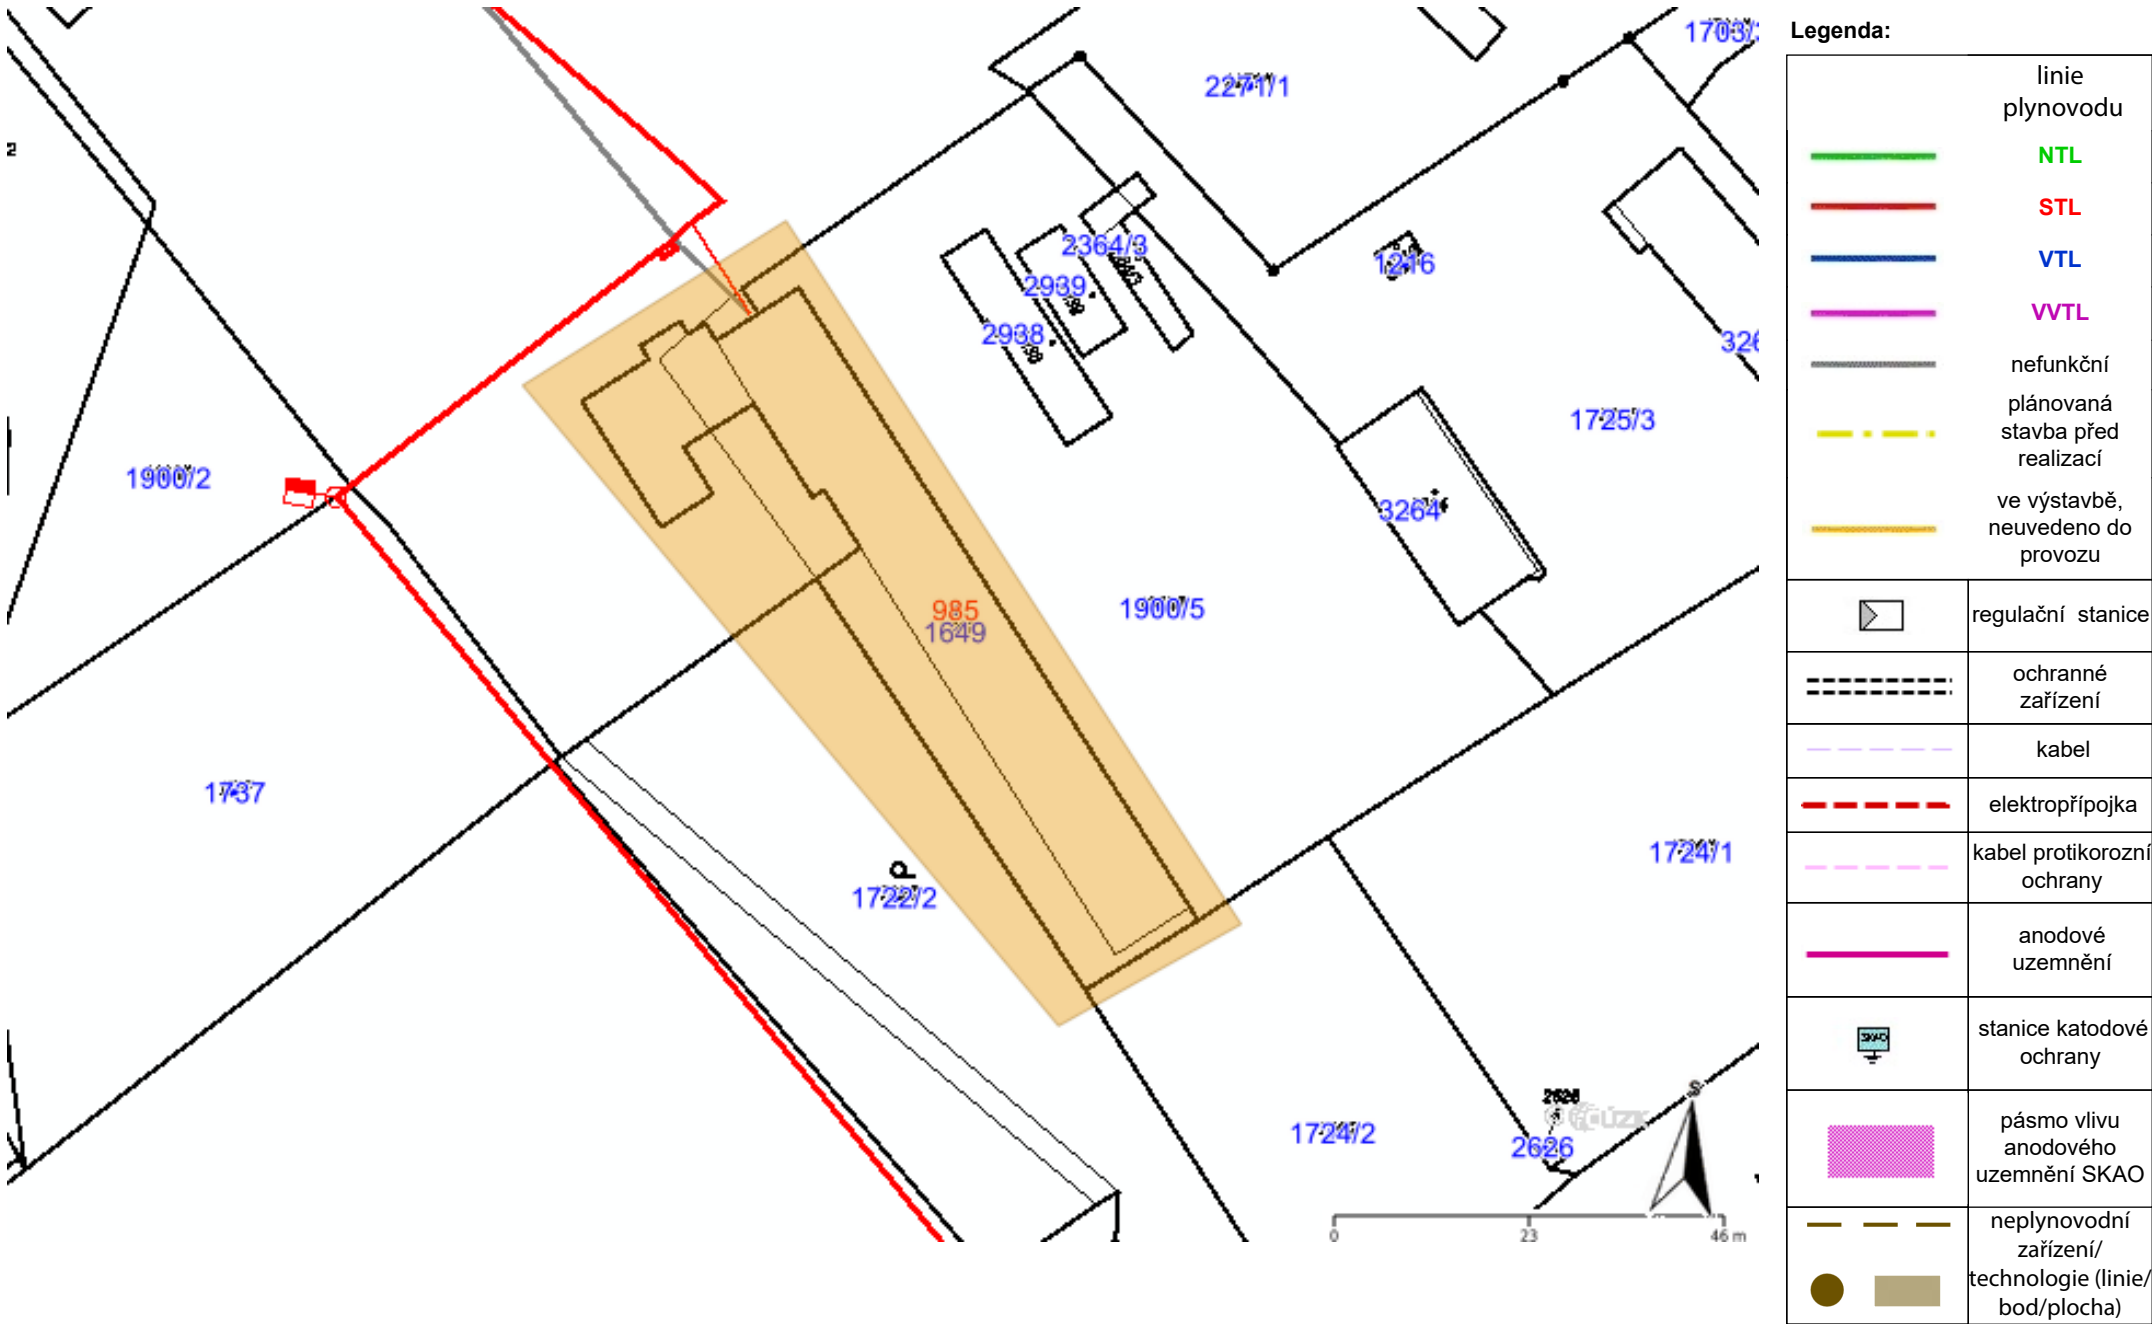 Legenda:
linie
plynovodu
NTL
STL
VTL
VVTL
nefunkční
plánovaná
stavba před
realizací
ve výstavbě,
neuvedeno do
provozu
regulační stanice
ochranné
zařízení
kabel
elektropřípojka
kabel protikorozní
ochrany
anodové
uzemnění
SKAO
stanice katodové
ochrany
pásmo vlivu
anodového
uzemnění SKAO
neplynovodní
zařízení/
technologie (linie/
bod/plocha)
2271/1
2364/3
2939
2938
1216
1725/3
1900/2
3264
985
1649
1900/5
1737
1724/1
1722/2
P
2626
1724/2
2626
ČÚZK
S
0 23 46 m